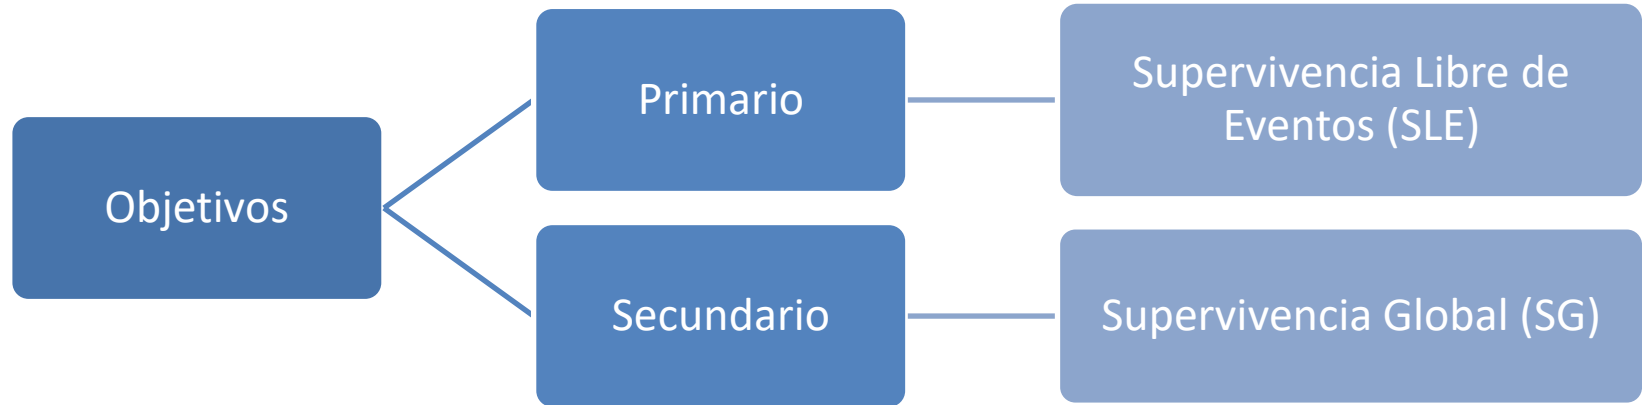 Objetivos
Primario
Supervivencia Libre de
Eventos (SLE)
Secundario
Supervivencia Global (SG)